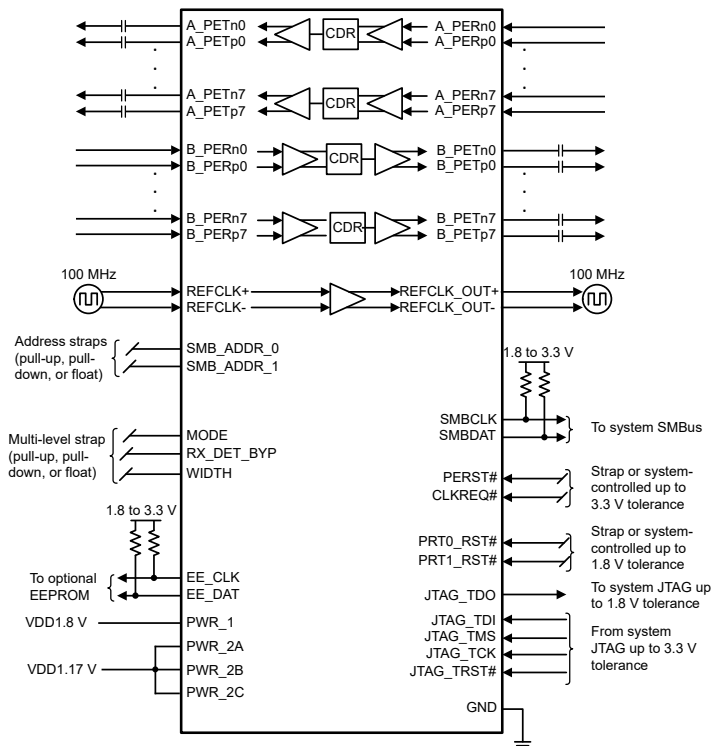 A_PETn0
A_PETp0
CDR
A_PERn0
A_PERp0
A_PETn7
A_PETp7
CDR
A_PERn7
A_PERp7
B_PERn0
B_PERp0
CDR
B_PETn0
B_PETp0
B_PERn7
B_PERp7
CDR
B_PETn7
B_PETp7
100 MHz
REFCLK+
REFCLK-
REFCLK_OUT+
REFCLK_OUT-
100 MHz
Address straps
(pull-up, pull-
down, or float)
SMB_ADDR_0
SMB_ADDR_1
1.8 to 3.3 V
SMBCLK
SMBDAT
To system SMBus
Multi-level strap
(pull-up, pull-
down, or float)
MODE
RX_DET_BYP
WIDTH
PERST#
CLKREQ#
Strap or system-
controlled up to
3.3 V tolerance
1.8 to 3.3 V
To optional
EEPROM
EE_CLK
EE_DAT
PRT0_RST#
PRT1_RST#
Strap or system-
controlled up to
1.8 V tolerance
JTAG_TDO
To system JTAG up
to 1.8 V tolerance
VDD1.8 V
PWR_1
VDD1.17 V
PWR_2A
PWR_2B
PWR_2C
JTAG_TDI
JTAG_TMS
JTAG_TCK
JTAG_TRST#
From system
JTAG up to 3.3 V
tolerance
GND